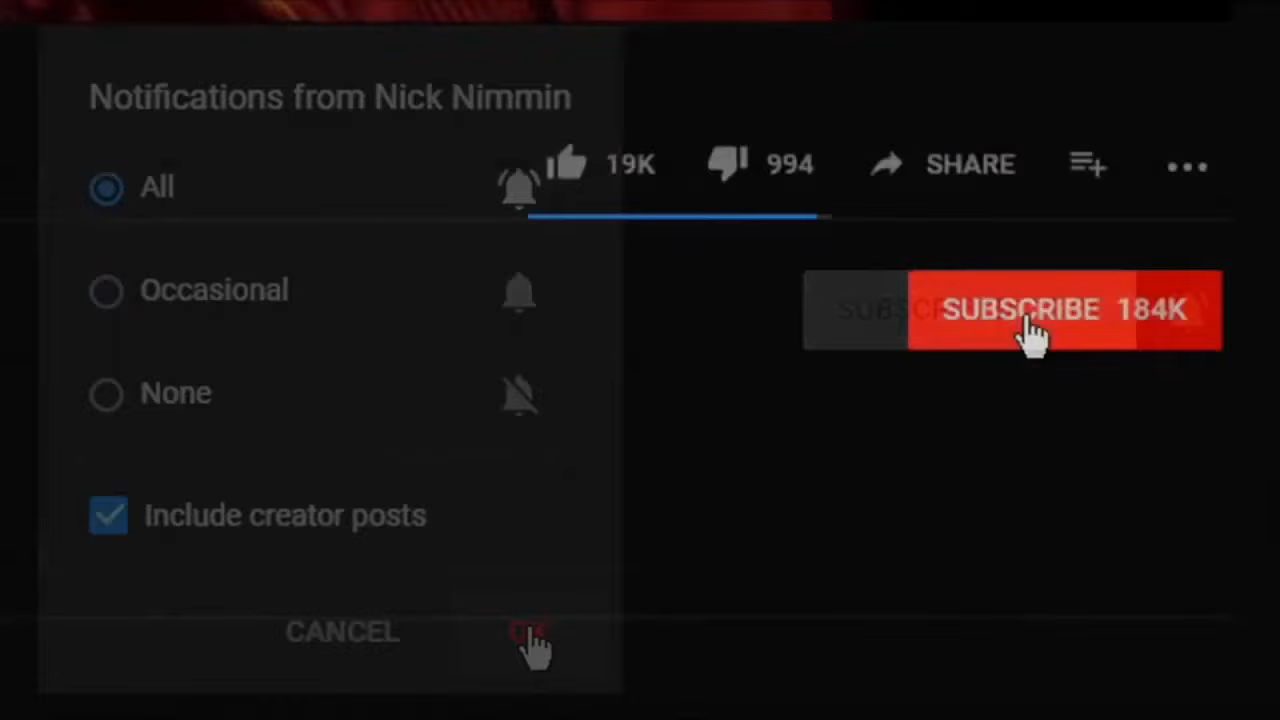 Notifications from Nick Nimmin
19K 994 SHARE
All
Occasional
SUBSCRIBE 184K
None
Include creator posts
CANCEL